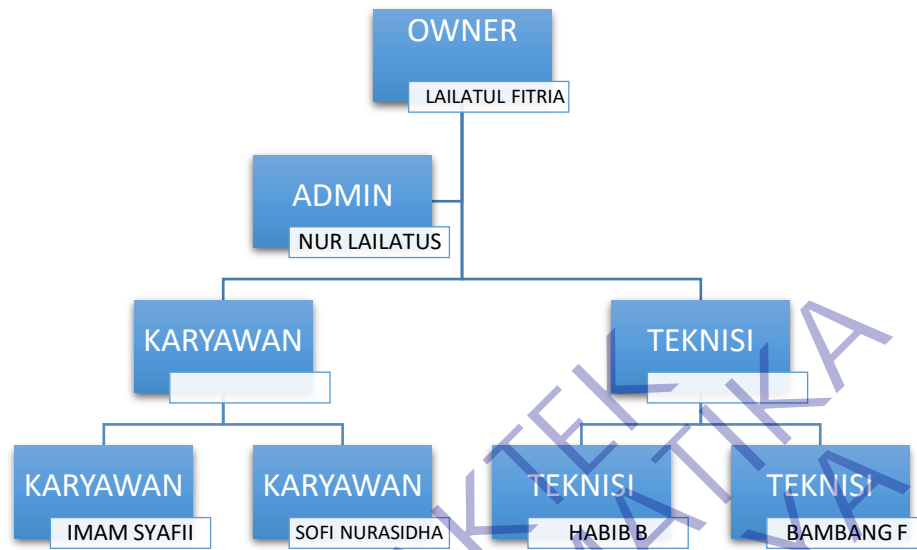 OWNER
LAILATUL FITRIA
ADMIN
NUR LAILATUS
KARYAWAN
TEKNISI
KARYAWAN
IMAM SYAFII
KARYAWAN
SOFI NURASIDHA
TEKNISI
HABIB B
TEKNISI
BAMBANG F